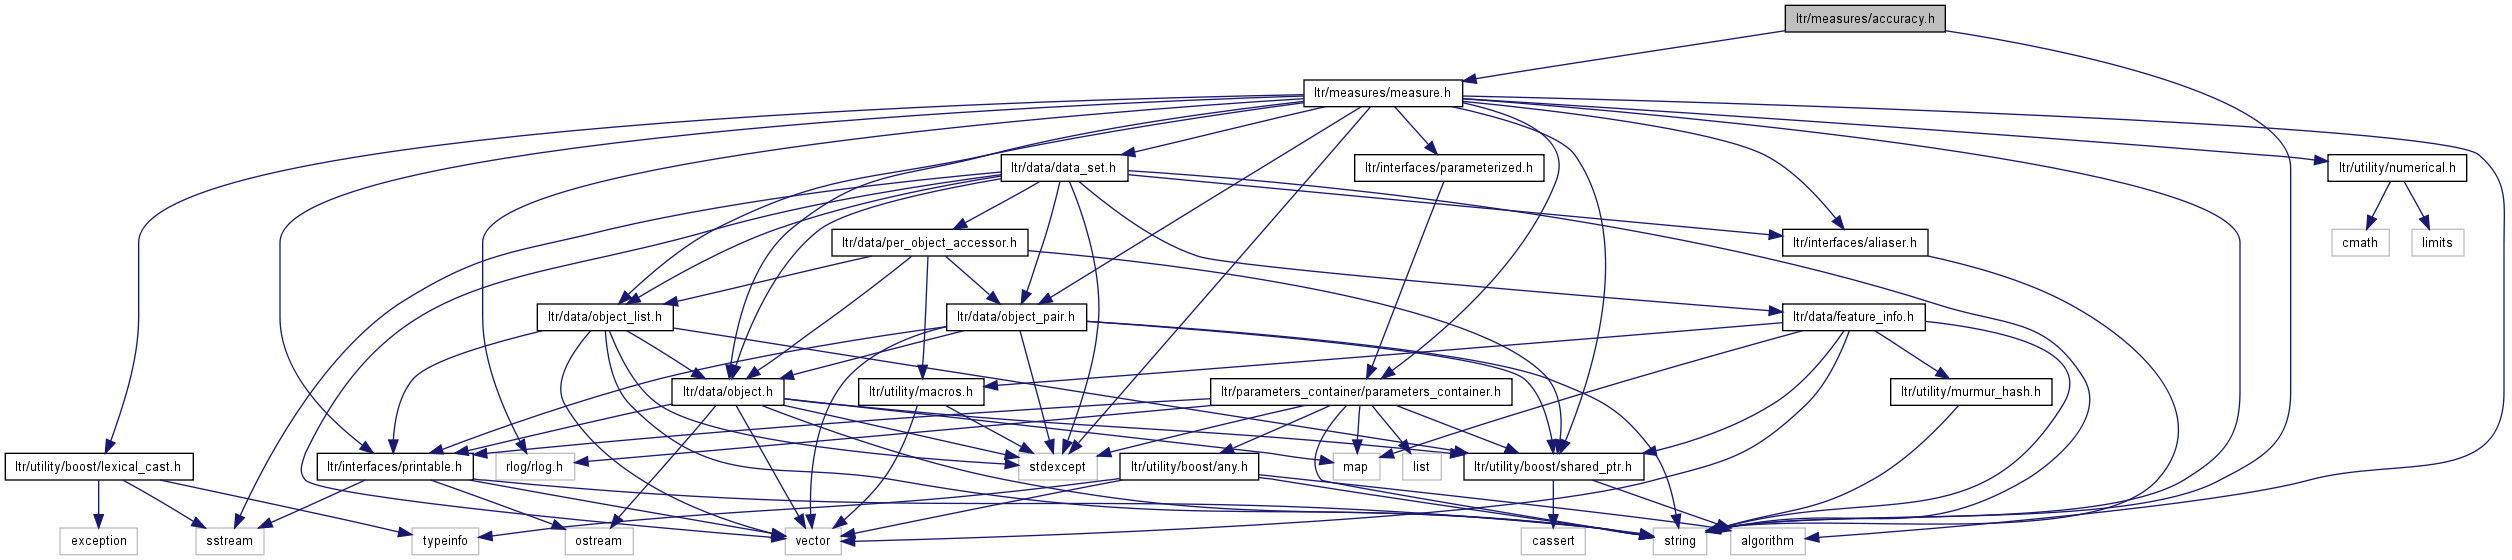 ltr/measures/accuracy.h
ltr/measures/measure.h
ltr/data/data_set.h
ltr/interfaces/parameterized.h
ltr/utility/numerical.h
ltr/data/per_object_accessor.h
ltr/interfaces/aliaser.h
cmath
limits
ltr/data/object_list.h
ltr/data/object_pair.h
ltr/data/feature_info.h
ltr/data/object.h
ltr/utility/macros.h
ltr/parameters_container/parameters_container.h
ltr/utility/murmur_hash.h
ltr/utility/boost/lexical_cast.h
ltr/interfaces/printable.h
rlog/rlog.h
stdexcept
ltr/utility/boost/any.h
map
list
ltr/utility/boost/shared_ptr.h
exception
sstream
typeinfo
ostream
vector
cassert
string
algorithm